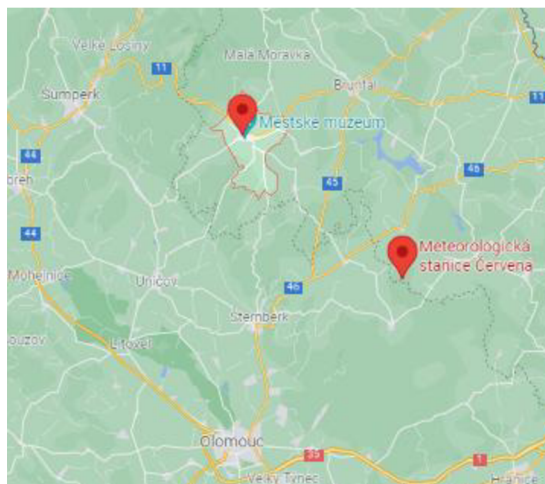 Velké Losiny
Malá Morávka
11
Bruntál
11
Šumperk
Městské muzeum
44
45
46
Meteorologická
stanice Červená
44
Mohelnice
Uničov
46
Šternberk
Litovel
Olomouc
35
1
Velký Týnec
Hranice